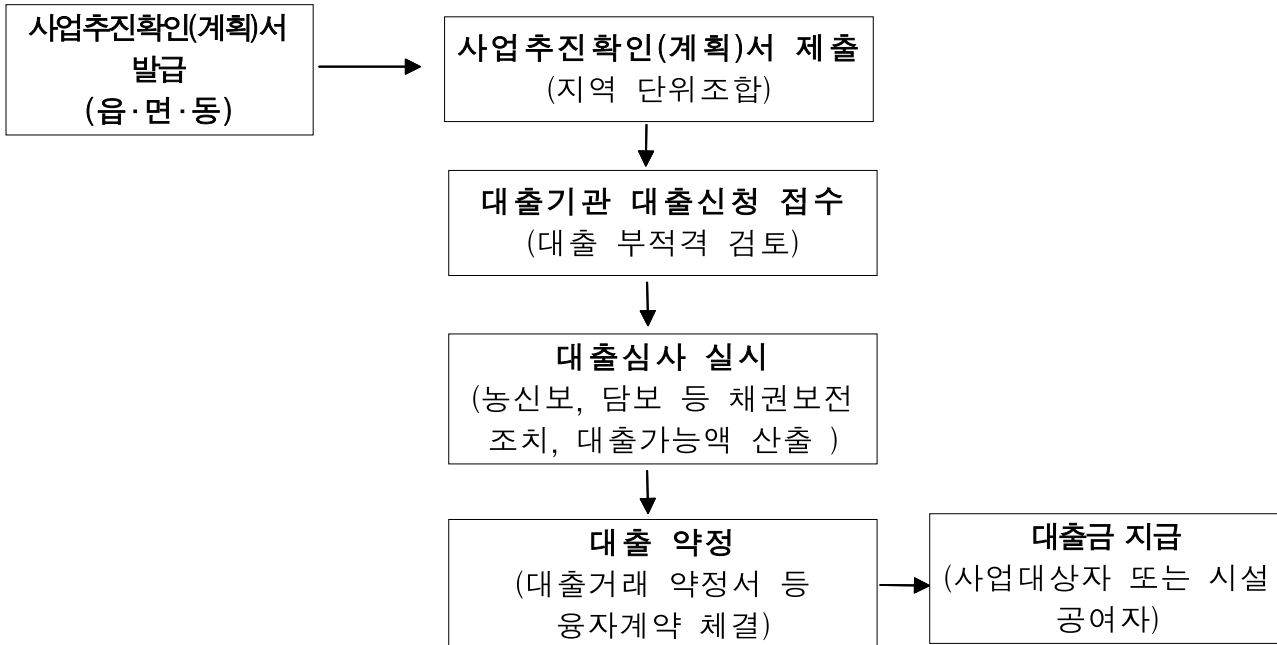 사업추진확인(계획)서
발급
(읍·면·동)
사업추진확인(계획)서 제출
(지역 단위조합)
대출기관 대출신청 접수
(대출 부적격 검토)
대출심사 실시
(농신보, 담보 등 채권보전
조치, 대출가능액 산출 )
대출 약정
(대출거래 약정서 등
융자계약 체결)
대출금 지급
(사업대상자 또는 시설
공여자)